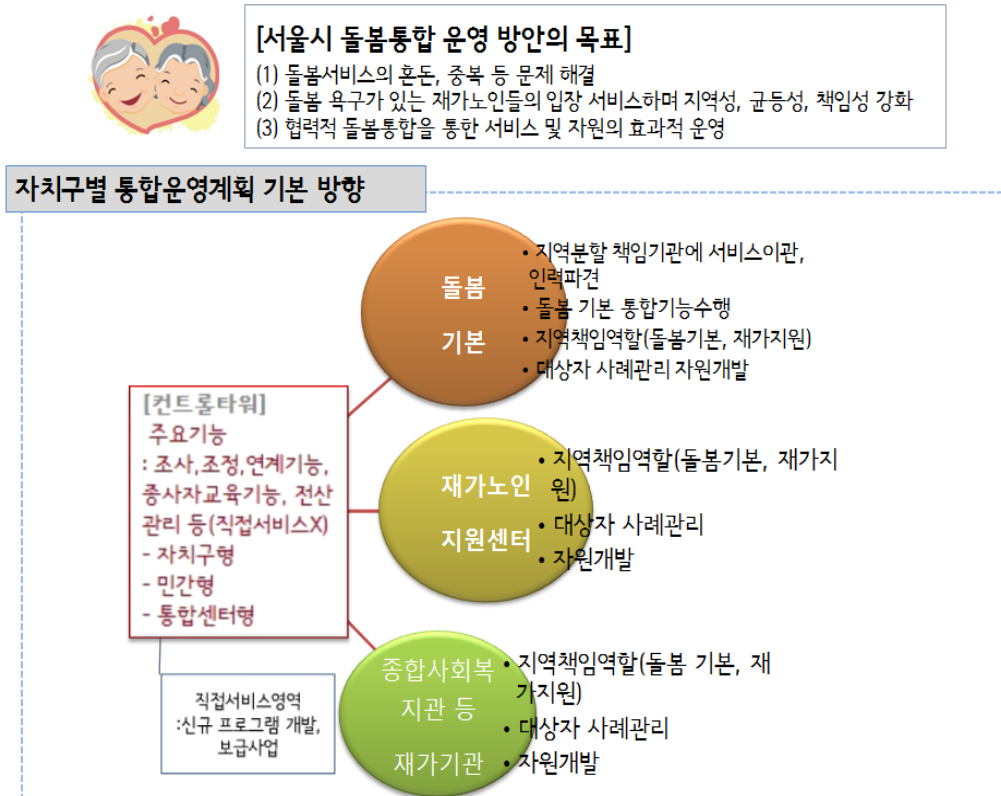 [서울시 돌봄통합 운영 방안의 목표]
(1) 돌봄서비스의 혼돈, 중복 등 문제 해결
(2) 돌봄 욕구가 있는 재가노인들의 입장 서비스하며 지역성, 균등성, 책임성 강화
(3) 협력적 돌봄통합을 통한 서비스 및 자원의 효과적 운영
자치구별 통합운영계획 기본 방향
돌봄
기본
• 지역분할 책임기관에 서비스이관,
인력파견
• 돌봄 기본 통합기능수행
• 지역책임역할(돌봄기본, 재가지원)
• 대상자 사례관리 자원개발
[컨트롤타워]
주요기능
: 조사,조정,연계기능,
종사자교육기능, 전산
관리 등(직접서비스X)
- 자치구형
- 민간형
- 통합센터형
재가노인
지원센터
• 지역책임역할(돌봄기본, 재가지
원)
• 대상자 사례관리
• 자원개발
직접서비스영역
:신규 프로그램 개발,
보급사업
종합사회복
지관 등
재가기관
• 지역책임역할(돌봄 기본, 재
가지원)
• 대상자 사례관리
• 자원개발